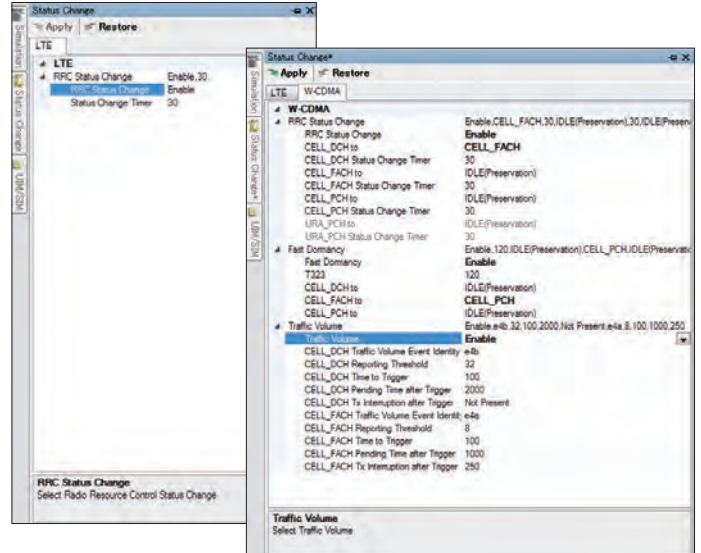 Status Change
Apply Restore
LTE
LTE
RRC Status Change Enable,30
RRC Status Change Enable
Status Change Timer 30
Simulation
Status Change
UIM/SIM
RRC Status Change
Select Radio Resource Control Status Change
Status Change*
Apply Restore
LTE W-CDMA
W-CDMA
RRC Status Change Enable,CELL_FACH,30,IDLE(Preservation),30,IDLE(Preserv
RRC Status Change Enable
CELL_DCH to CELL_FACH
CELL_DCH Status Change Timer 30
CELL_FACH to IDLE(Preservation)
CELL_FACH Status Change Timer 30
CELL_PCH to IDLE(Preservation)
CELL_PCH Status Change Timer 30
URA_PCH to IDLE(Preservation)
URA_PCH Status Change Timer 30
Fast Dormancy Enable,120,IDLE(Preservation),CELL_PCH,IDLE(Preservatio
Fast Dormancy Enable
T323 120
CELL_DCH to IDLE(Preservation)
CELL_FACH to CELL_PCH
CELL_PCH to IDLE(Preservation)
Traffic Volume Enable,e4b,32,100,2000,Not Present,e4a,8,100,1000,250
Traffic Volume Enable
CELL_DCH Traffic Volume Event Identity e4b
CELL_DCH Reporting Threshold 32
CELL_DCH Time to Trigger 100
CELL_DCH Pending Time after Trigger 2000
CELL_DCH Tx Interruption after Trigger Not Present
CELL_FACH Traffic Volume Event Identit e4a
CELL_FACH Reporting Threshold 8
CELL_FACH Time to Trigger 100
CELL_FACH Pending Time after Trigger 1000
CELL_FACH Tx Interruption after Trigger 250
Simulation
Status Change*
UIM/SIM
Traffic Volume
Select Traffic Volume